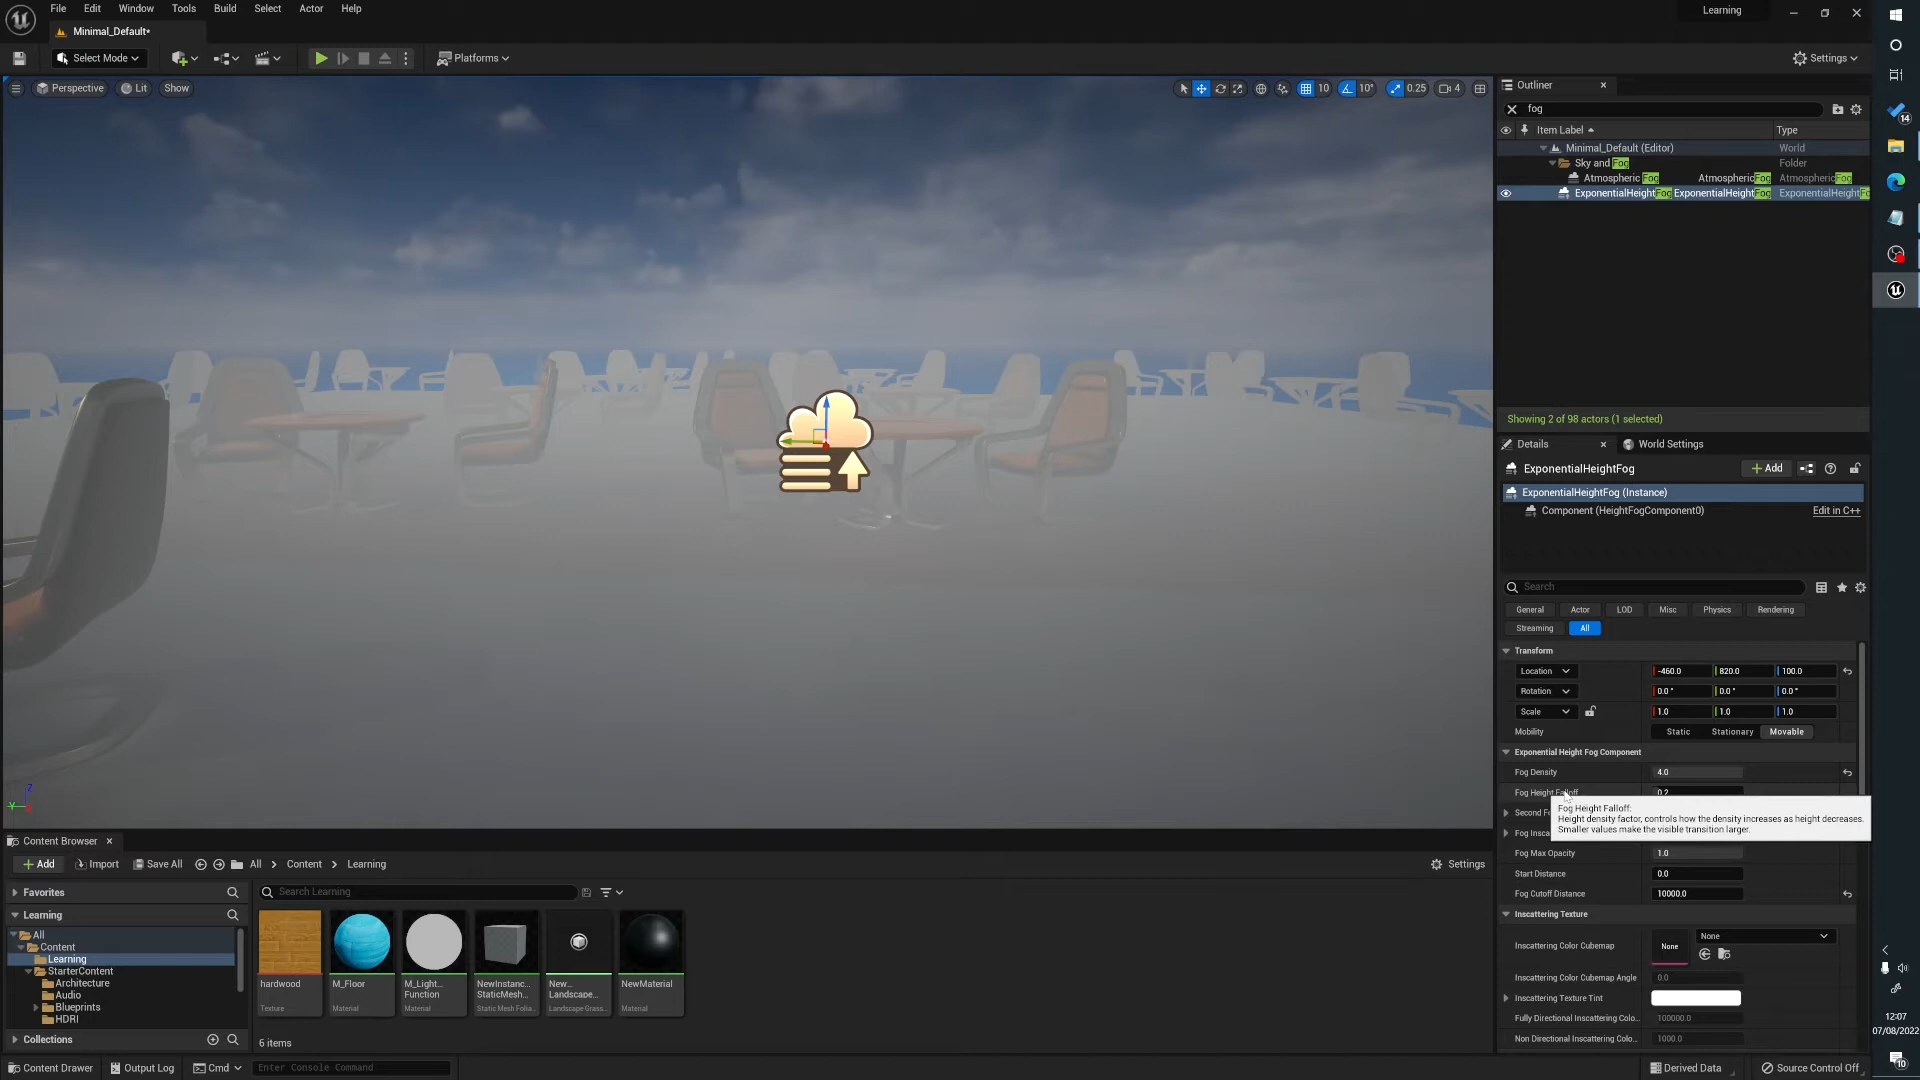 File Edit Window Tools Build Select Actor Help
Learning
Minimal_Default*
Select Mode
Platforms
Settings
Perspective Lit Show
10 10° 0.25 4
Outliner
fog
Item Label Type
Minimal_Default (Editor) World
Sky and Fog Folder
Atmospheric Fog AtmosphericFog AtmosphericFog
ExponentialHeightFog ExponentialHeightFog ExponentialHeightFo
Showing 2 of 98 actors (1 selected)
Details World Settings
ExponentialHeightFog
+ Add
ExponentialHeightFog (Instance)
Component (HeightFogComponent0) Edit in C++
Search
General Actor LOD Misc Physics Rendering
Streaming All
Transform
Location -460.0 820.0 100.0
Rotation 0.0 ° 0.0 ° 0.0 °
Scale 1.0 1.0 1.0
Mobility Static Stationary Movable
Exponential Height Fog Component
Fog Density 4.0
Fog Height Falloff 0.2
Second Fo
Fog Insca
Fog Height Falloff:
Height density factor, controls how the density increases as height decreases.
Smaller values make the visible transition larger.
Fog Max Opacity 1.0
Start Distance 0.0
Fog Cutoff Distance 10000.0
Inscattering Texture
Inscattering Color Cubemap None None
Inscattering Color Cubemap Angle 0.0
Inscattering Texture Tint
Fully Directional Inscattering Colo... 100000.0
Non Directional Inscattering Colo... 1000.0
Z
Y
Content Browser
+ Add Import Save All All > Content > Learning Settings
Favorites
Learning
All
Content
Learning
StarterContent
Architecture
Audio
Blueprints
HDRI
Collections
Search Learning
hardwood
Texture
M_Floor
Material
M_Light_
Function
Material
NewInstanc...
StaticMesh...
Static Mesh Folia...
New...
Landscape...
Landscape Grass...
NewMaterial
Material
6 items
Content Drawer Output Log Cmd Enter Console Command
Derived Data Source Control Off
14
12:07
07/08/2022
10